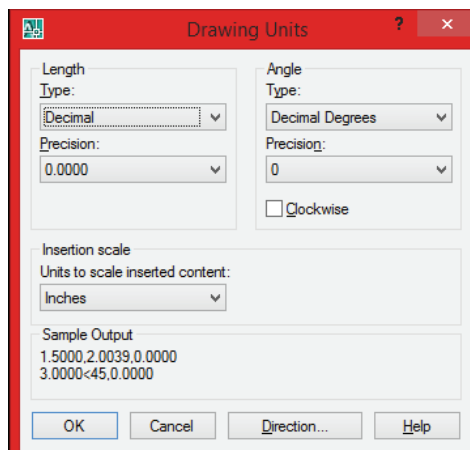 Drawing Units
Length
Type:
Decimal
Precision:
0.0000
Angle
Type:
Decimal Degrees
Precision:
0
Clockwise
Insertion scale
Units to scale inserted content:
Inches
Sample Output
1.5000,2.0039,0.0000
3.0000<45,0.0000
OK
Cancel
Direction...
Help